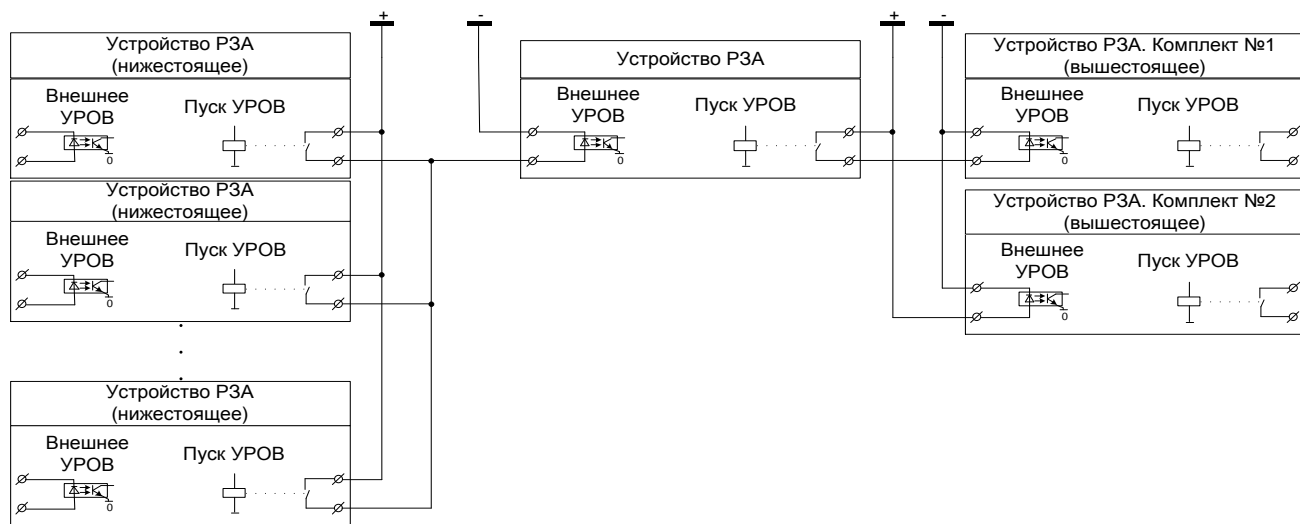 +
-
+
-
Устройство РЗА
(нижестоящее)
Внешнее
УРОВ
Пуск УРОВ
0
Устройство РЗА
(нижестоящее)
Внешнее
УРОВ
Пуск УРОВ
0
Устройство РЗА
(нижестоящее)
Внешнее
УРОВ
Пуск УРОВ
0
Устройство РЗА
Внешнее
УРОВ
Пуск УРОВ
0
Устройство РЗА. Комплект №1
(вышестоящее)
Внешнее
УРОВ
Пуск УРОВ
0
Устройство РЗА. Комплект №2
(вышестоящее)
Внешнее
УРОВ
Пуск УРОВ
0